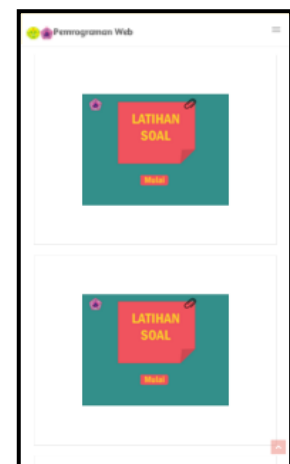 Pemrograman Web
LATIHAN
SOAL
Mulai
LATIHAN
SOAL
Mulai